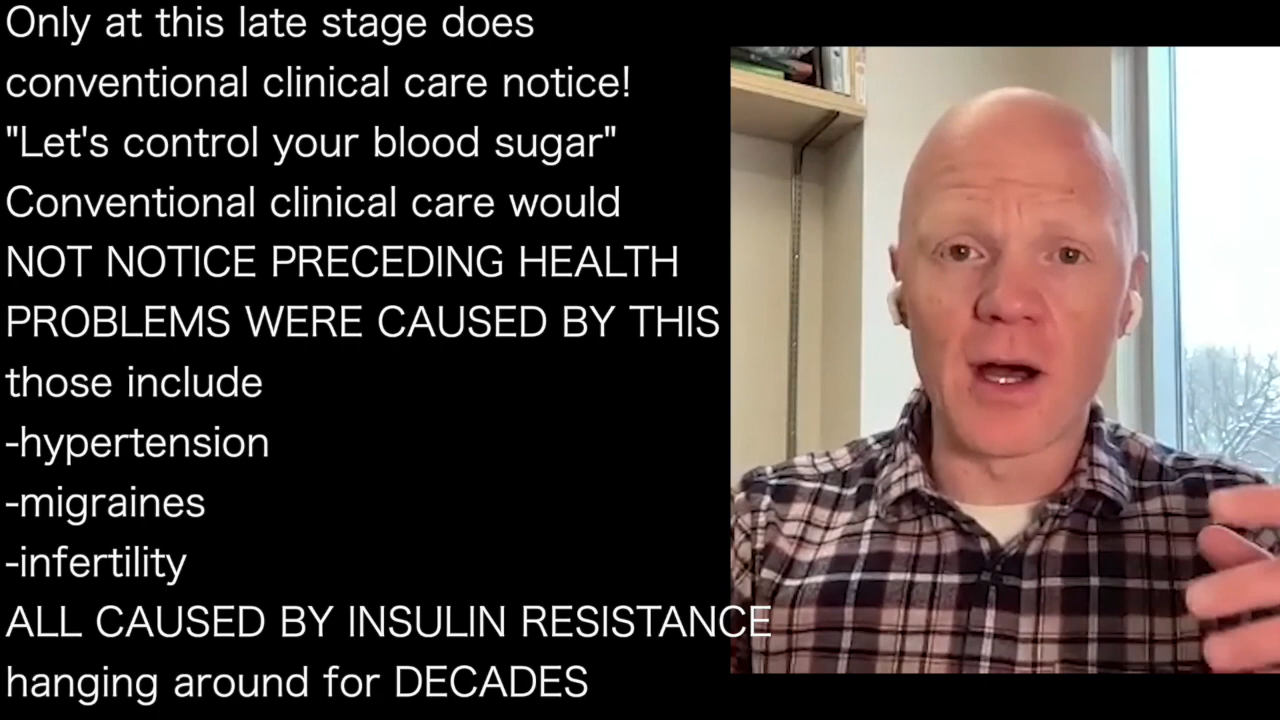 Only at this late stage does
conventional clinical care notice!
"Let's control your blood sugar"
Conventional clinical care would
NOT NOTICE PRECEDING HEALTH
PROBLEMS WERE CAUSED BY THIS
those include
-hypertension
-migraines
-infertility
ALL CAUSED BY INSULIN RESISTANCE
hanging around for DECADES